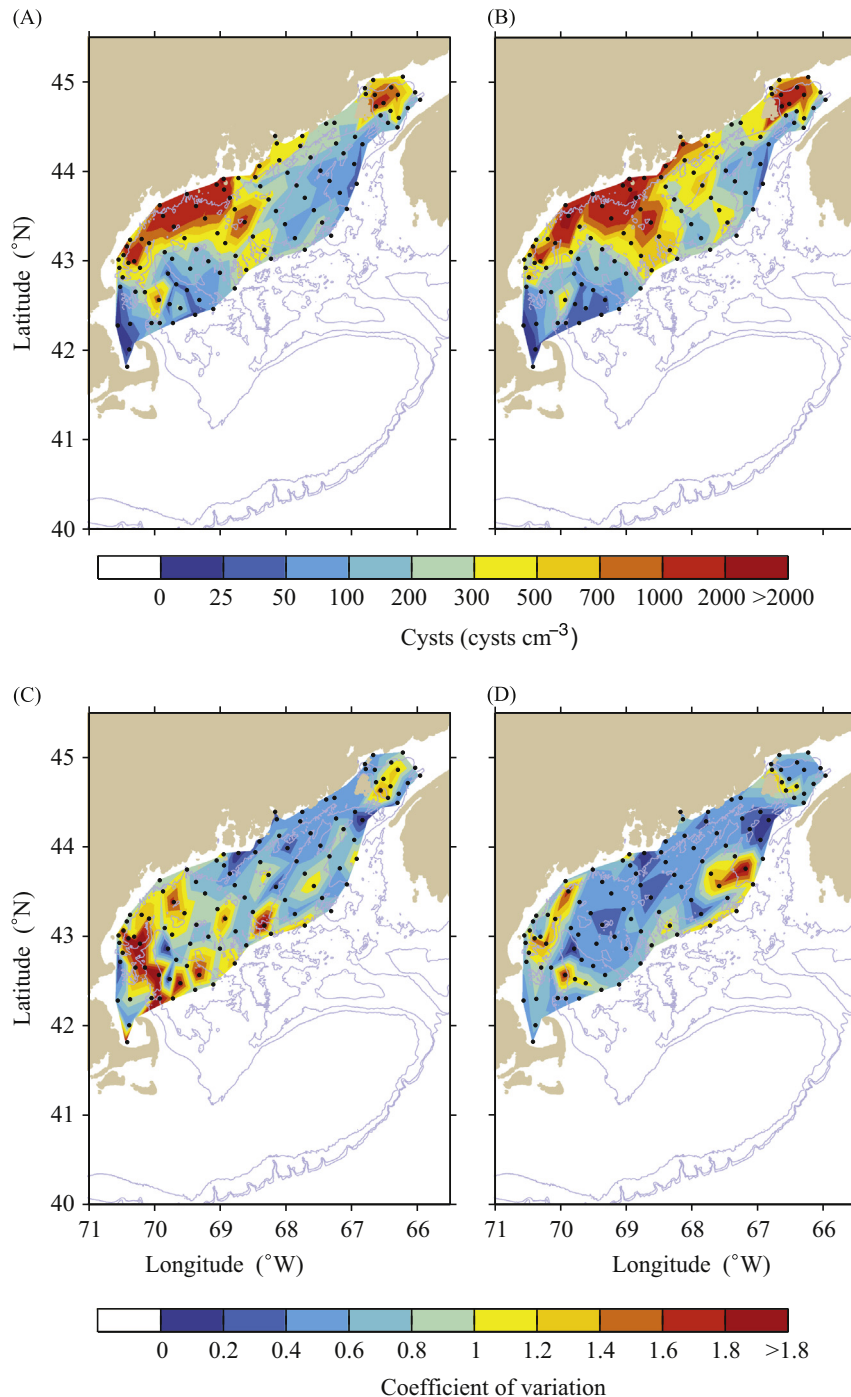 (A)
(B)
45
44
43
42
41
40
Latitude (°N)
0 25 50 100 200 300 500 700 1000 2000 >2000
Cysts (cysts cm⁻³)
(C)
(D)
45
44
43
42
41
40
Latitude (°N)
71 70 69 68 67 66
71 70 69 68 67 66
Longitude (°W)
Longitude (°W)
0 0.2 0.4 0.6 0.8 1 1.2 1.4 1.6 1.8 >1.8
Coefficient of variation